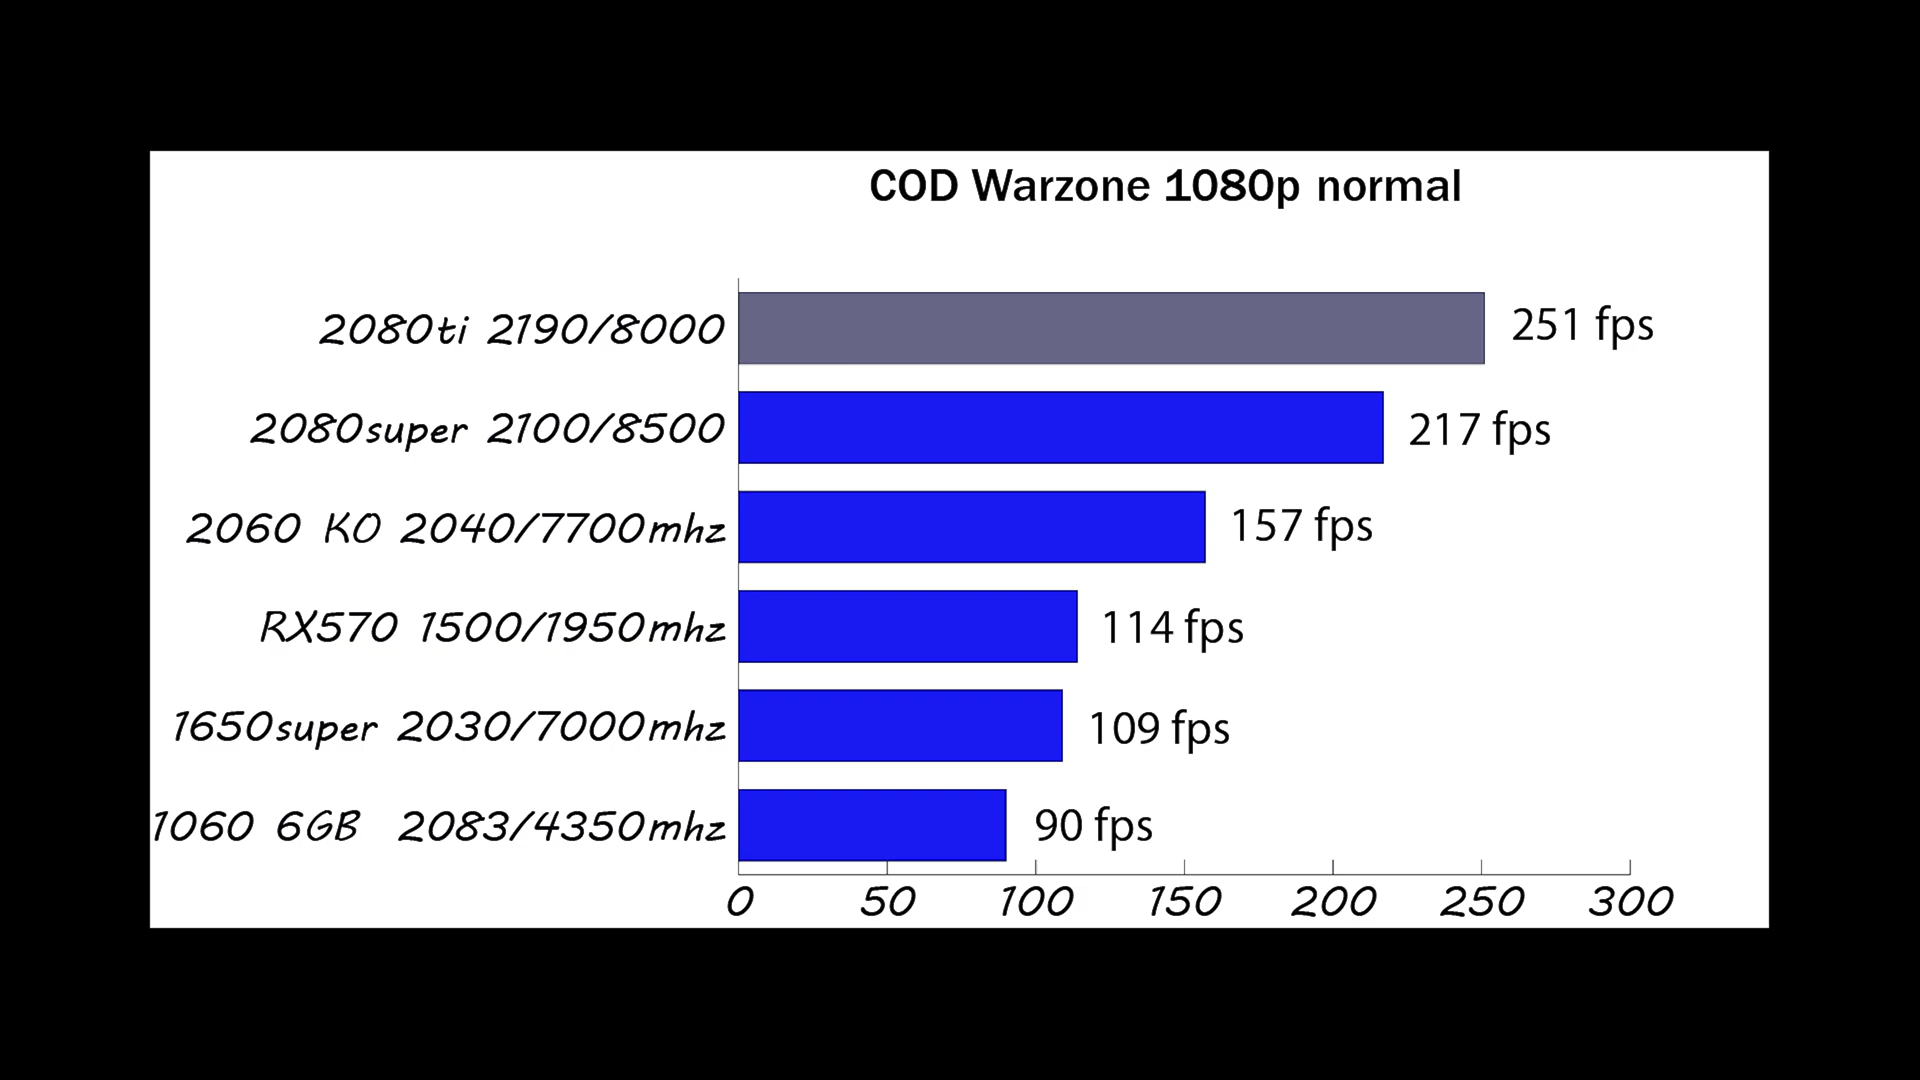 COD Warzone 1080p normal
2080ti 2190/8000 251 fps
2080super 2100/8500 217 fps
2060 KO 2040/7700mhz 157 fps
RX570 1500/1950mhz 114 fps
1650super 2030/7000mhz 109 fps
1060 6GB 2083/4350mhz 90 fps
0 50 100 150 200 250 300